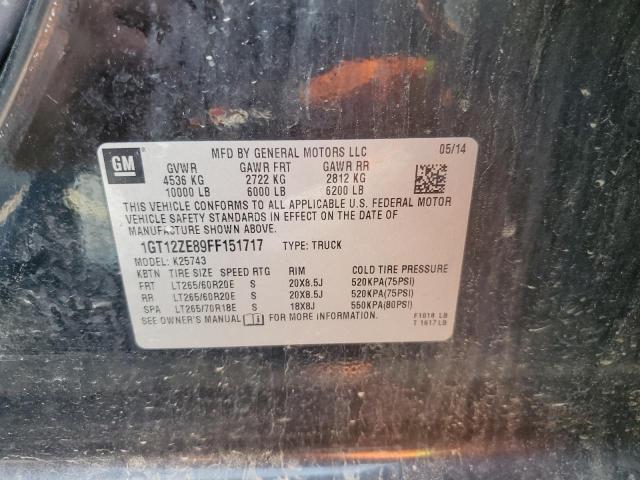 GM
MFD BY GENERAL MOTORS LLC 05/14
GVWR GAWR FRT GAWR RR
4536 KG 2722 KG 2812 KG
10000 LB 6000 LB 6200 LB
THIS VEHICLE CONFORMS TO ALL APPLICABLE U.S. FEDERAL MOTOR
VEHICLE SAFETY STANDARDS IN EFFECT ON THE DATE OF
MANUFACTURE SHOWN ABOVE.
1GT12ZE89FF151717 TYPE: TRUCK
MODEL: K25743
KBTN TIRE SIZE SPEED RTG RIM COLD TIRE PRESSURE
FRT LT265/60R20E S 20X8.5J 520KPA(75PSI)
RR LT265/60R20E S 20X8.5J 520KPA(75PSI)
SPA LT265/70R18E S 18X8J 550KPA(80PSI)
SEE OWNER'S MANUAL FOR MORE INFORMATION.
F1018 LB
T 1617 LB